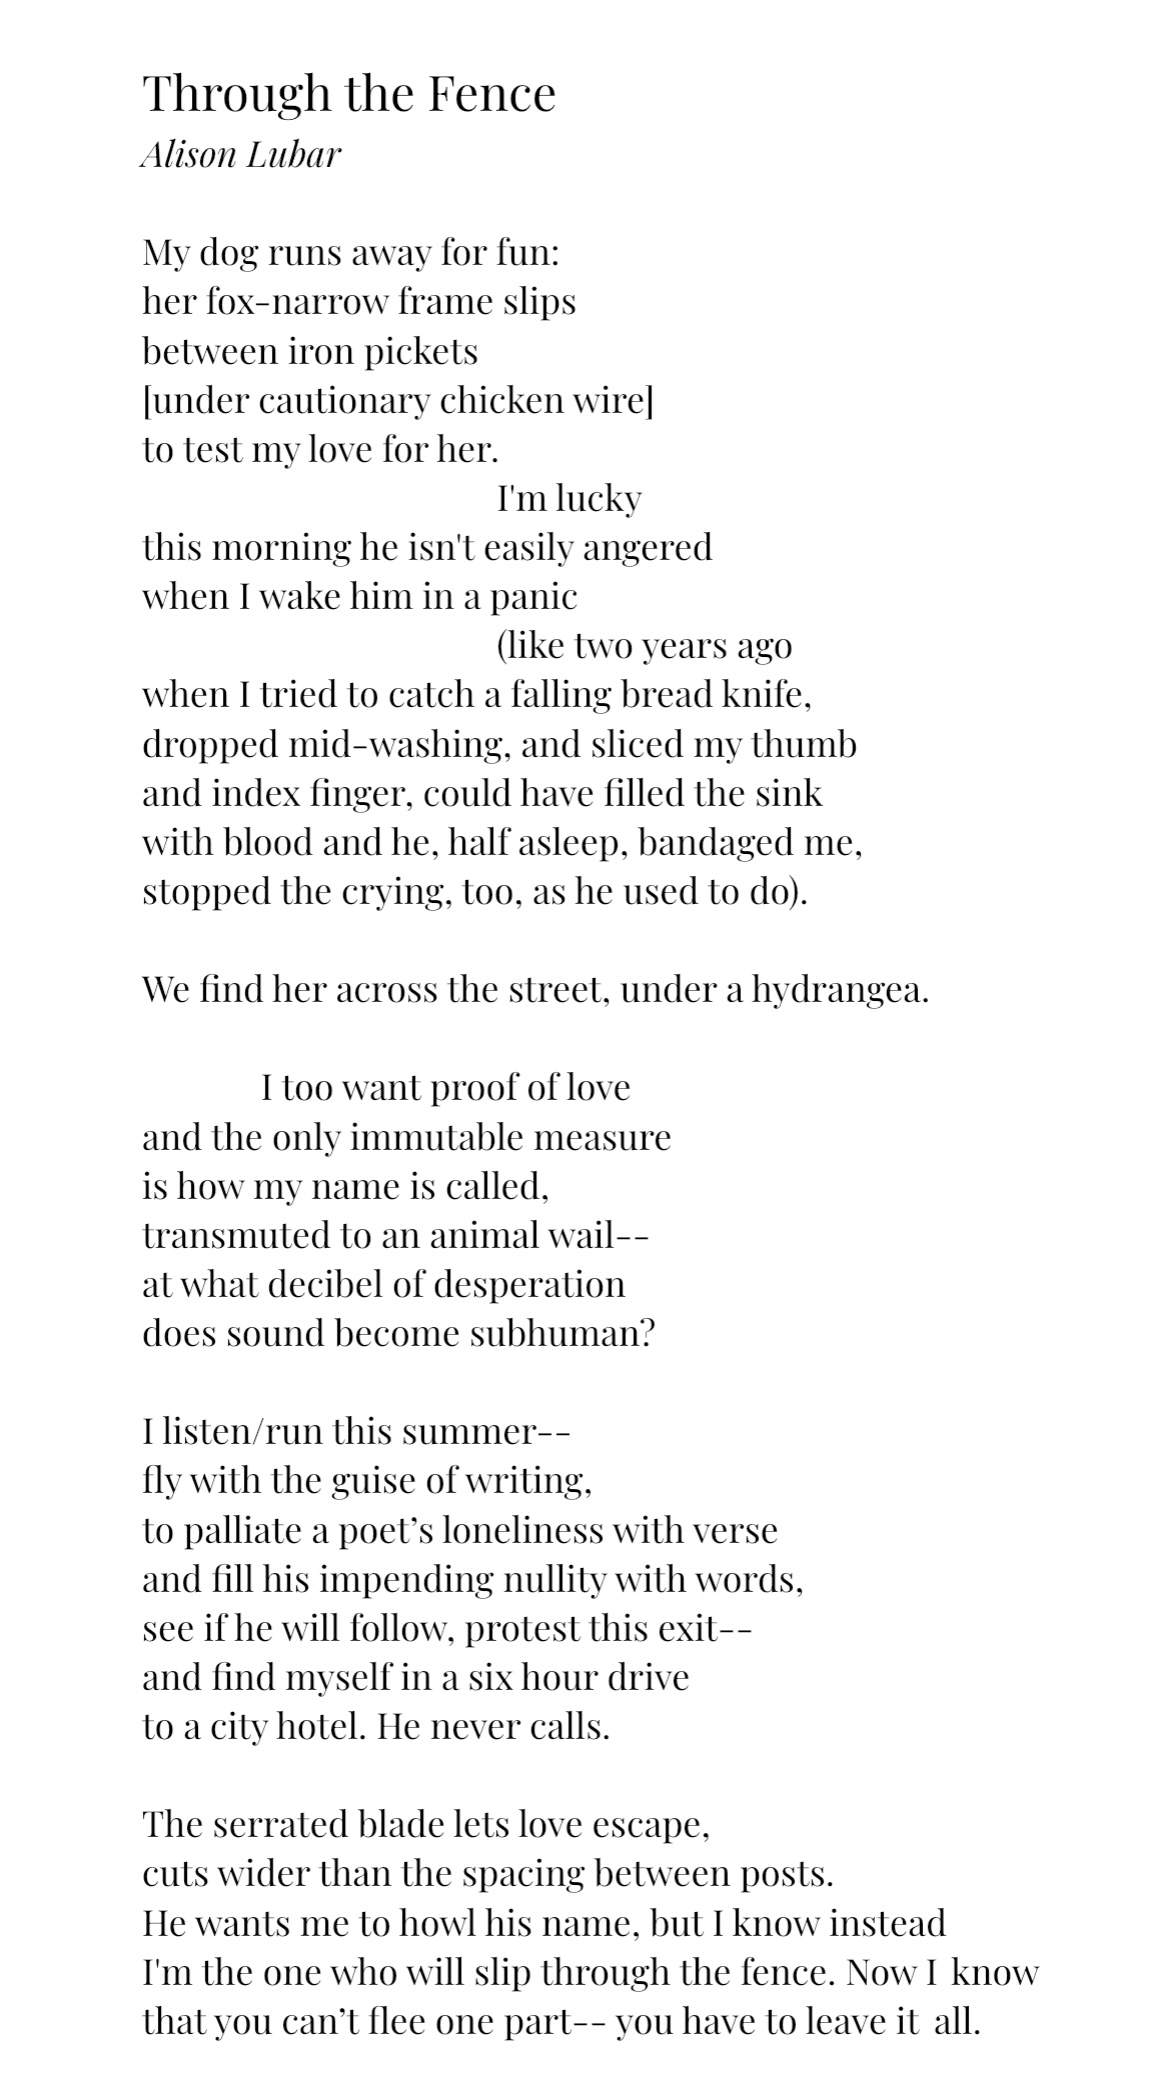 Through the Fence
Alison Lubar
My dog runs away for fun:
her fox-narrow frame slips
between iron pickets
[under cautionary chicken wire]
to test my love for her.
I'm lucky
this morning he isn't easily angered
when I wake him in a panic
(like two years ago
when I tried to catch a falling bread knife,
dropped mid-washing, and sliced my thumb
and index finger, could have filled the sink
with blood and he, half asleep, bandaged me,
stopped the crying, too, as he used to do).
We find her across the street, under a hydrangea.
I too want proof of love
and the only immutable measure
is how my name is called,
transmuted to an animal wail--
at what decibel of desperation
does sound become subhuman?
I listen/run this summer--
fly with the guise of writing,
to palliate a poet’s loneliness with verse
and fill his impending nullity with words,
see if he will follow, protest this exit--
and find myself in a six hour drive
to a city hotel. He never calls.
The serrated blade lets love escape,
cuts wider than the spacing between posts.
He wants me to howl his name, but I know instead
I'm the one who will slip through the fence. Now I know
that you can’t flee one part-- you have to leave it all.